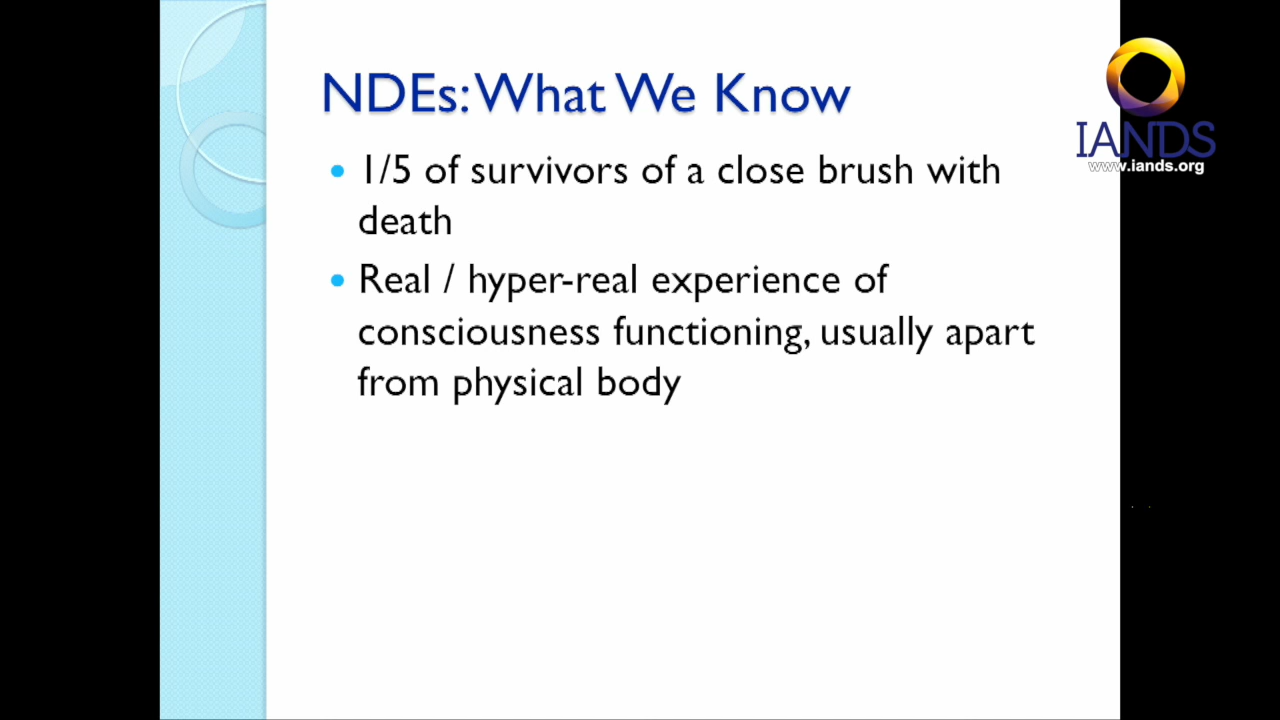 NDEs: What We Know
IANDS
www.iands.org
• 1/5 of survivors of a close brush with
death
• Real / hyper-real experience of
consciousness functioning, usually apart
from physical body